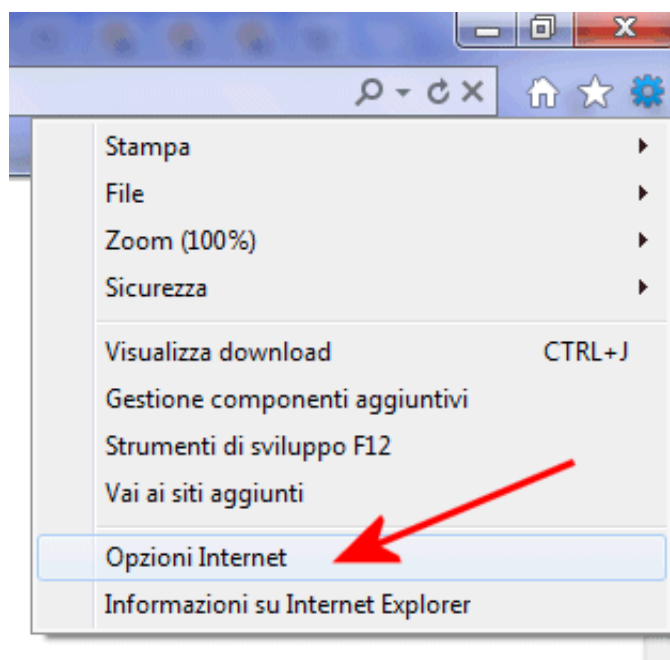 Stampa
File
Zoom (100%)
Sicurezza
Visualizza download CTRL+J
Gestione componenti aggiuntivi
Strumenti di sviluppo F12
Vai ai siti aggiunti
Opzioni Internet
Informazioni su Internet Explorer